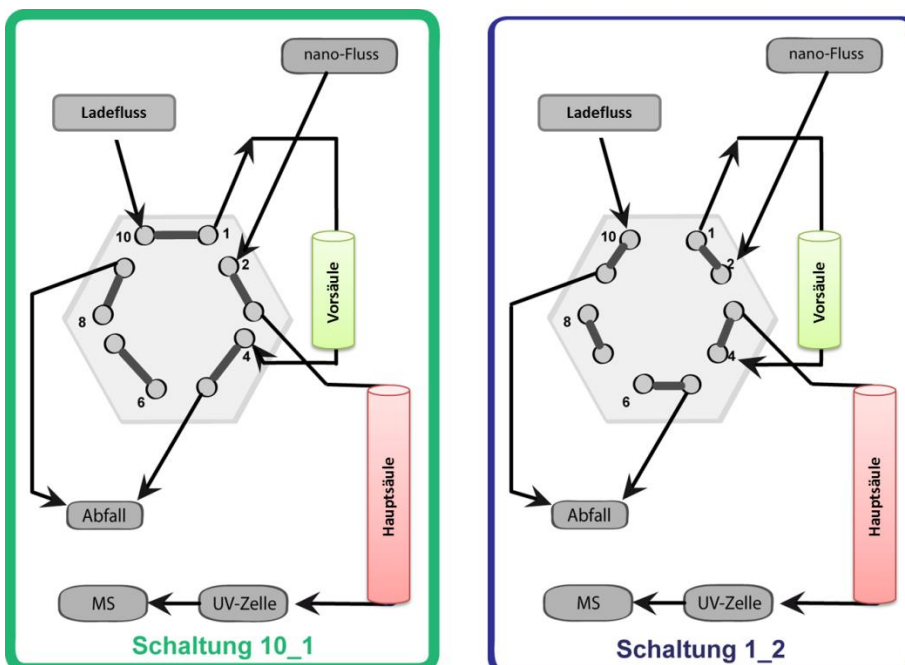 nano-Fluss
Ladefluss
10
1
2
8
4
6
Vorsäule
Hauptsäule
Abfall
MS
UV-Zelle
Schaltung 10_1
nano-Fluss
Ladefluss
10
1
2
8
4
6
Vorsäule
Hauptsäule
Abfall
MS
UV-Zelle
Schaltung 1_2